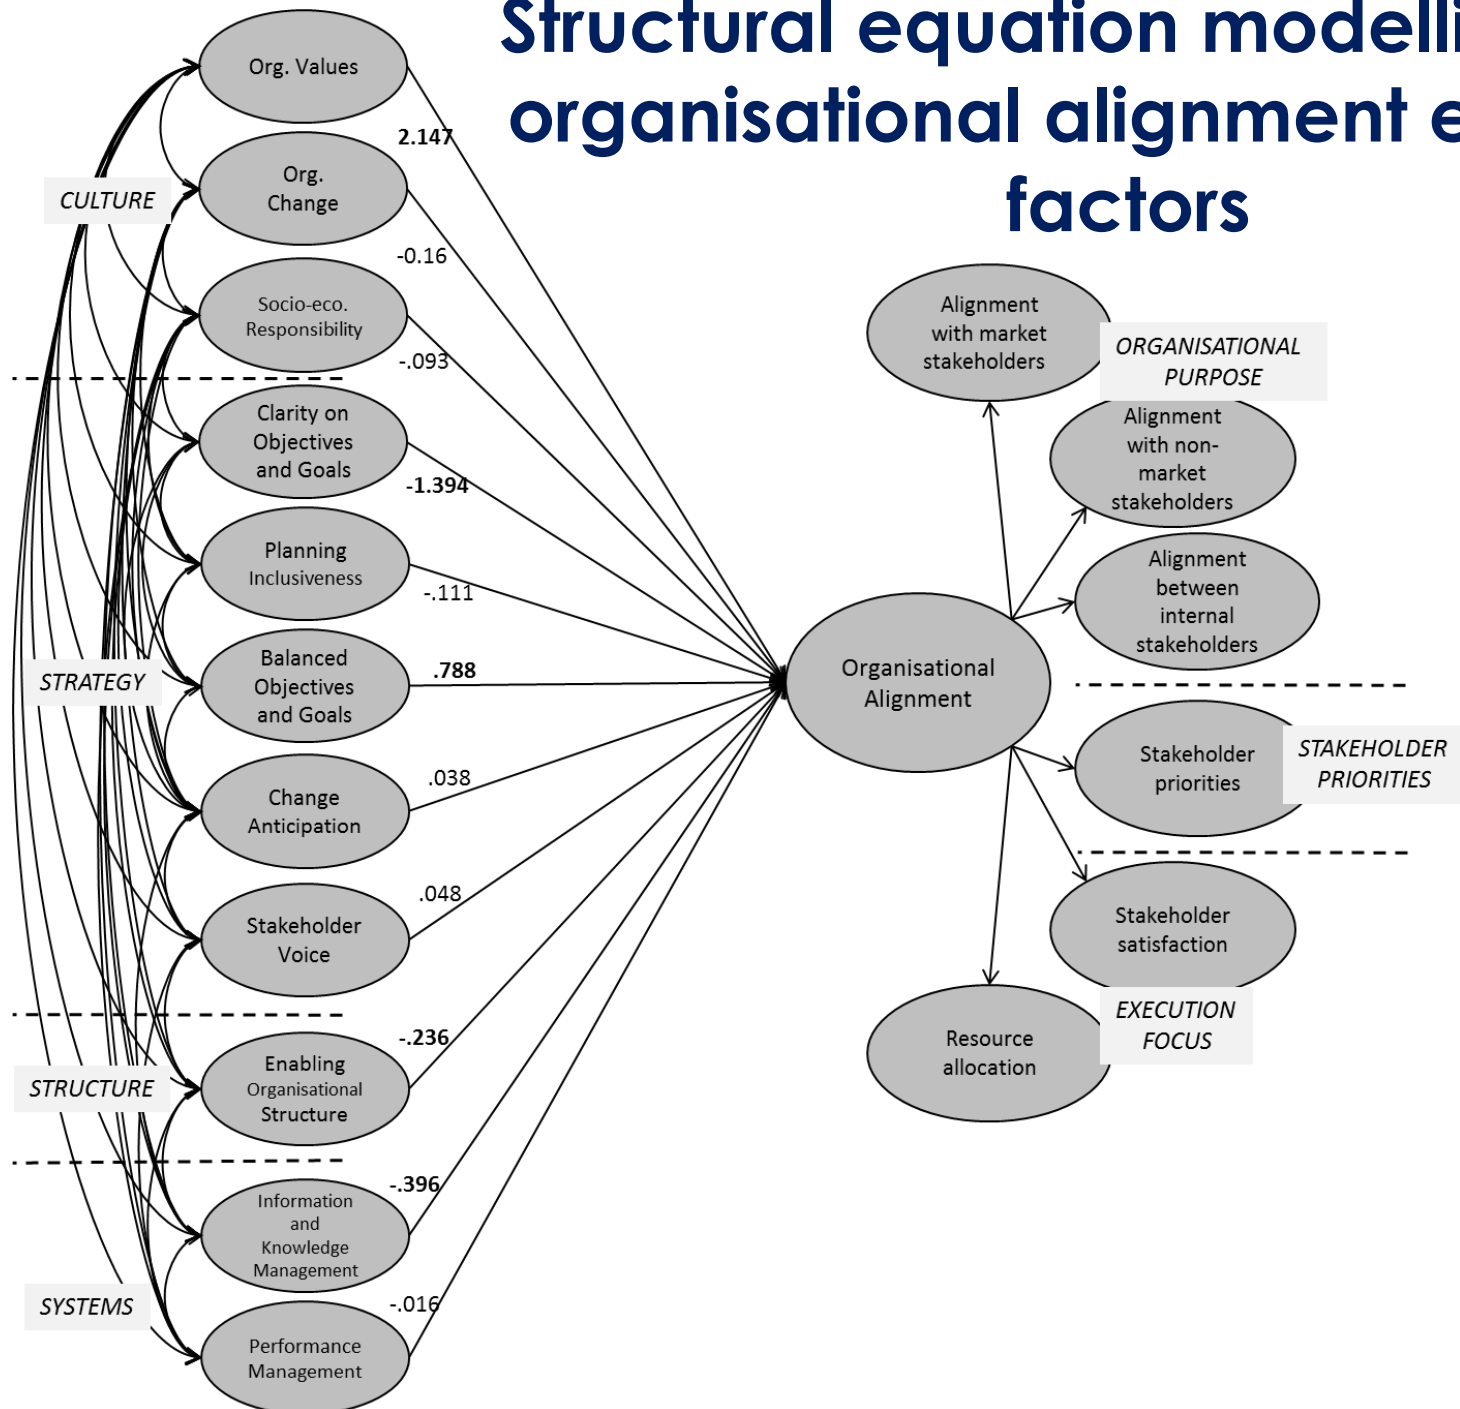 Structural equation modelli
organisational alignment e
factors
Org. Values
2.147
CULTURE
Org.
Change
-0.16
Socio-eco.
Responsibility
-.093
Clarity on
Objectives
and Goals
-1.394
Planning
Inclusiveness
-.111
STRATEGY
Balanced
Objectives
and Goals
.788
Change
Anticipation
.038
Stakeholder
Voice
.048
STRUCTURE
Enabling
Organisational
Structure
-.236
Information
and
Knowledge
Management
-.396
SYSTEMS
Performance
Management
-.016
Organisational
Alignment
Alignment
with market
stakeholders
ORGANISATIONAL
PURPOSE
Alignment
with non-
market
stakeholders
Alignment
between
internal
stakeholders
Stakeholder
priorities
STAKEHOLDER
PRIORITIES
Stakeholder
satisfaction
EXECUTION
FOCUS
Resource
allocation